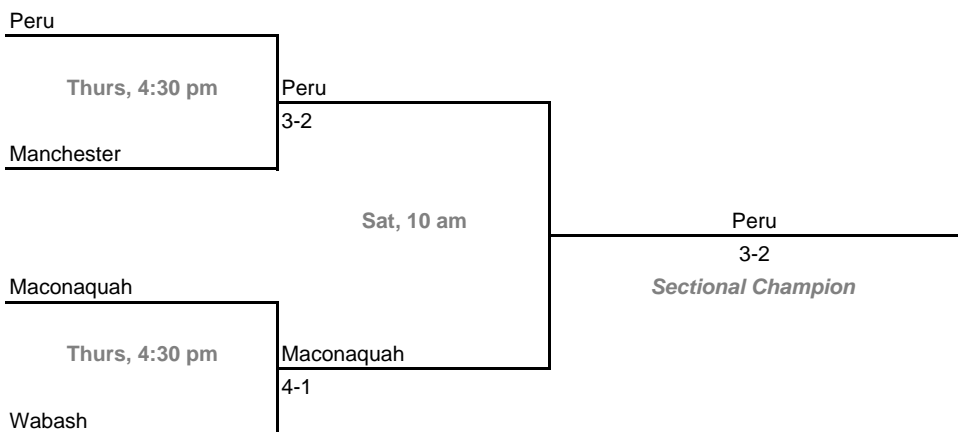 Peru
Thurs, 4:30 pm
Peru
3-2
Manchester
Sat, 10 am
Peru
3-2
Sectional Champion
Maconaquah
Thurs, 4:30 pm
Maconaquah
4-1
Wabash